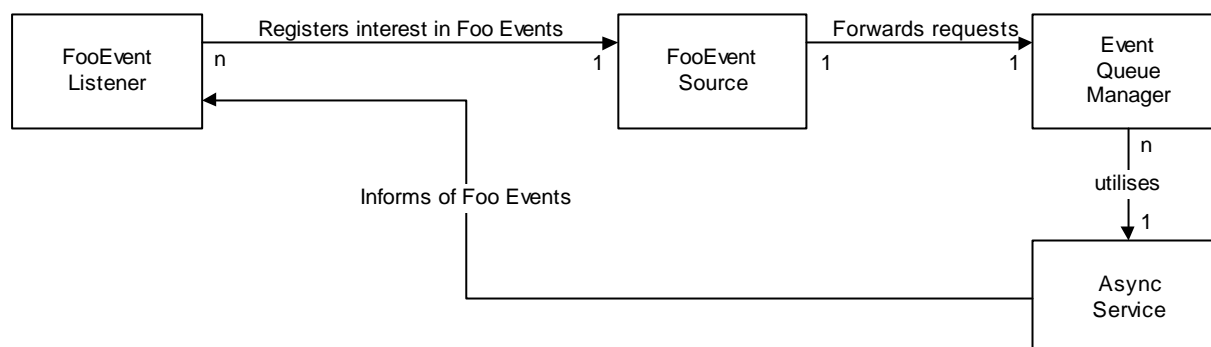 Registers interest in Foo Events
Forwards requests
FooEvent
Listener
n
1
FooEvent
Source
1
1
Event
Queue
Manager
n
utilises
Informs of Foo Events
1
Async
Service